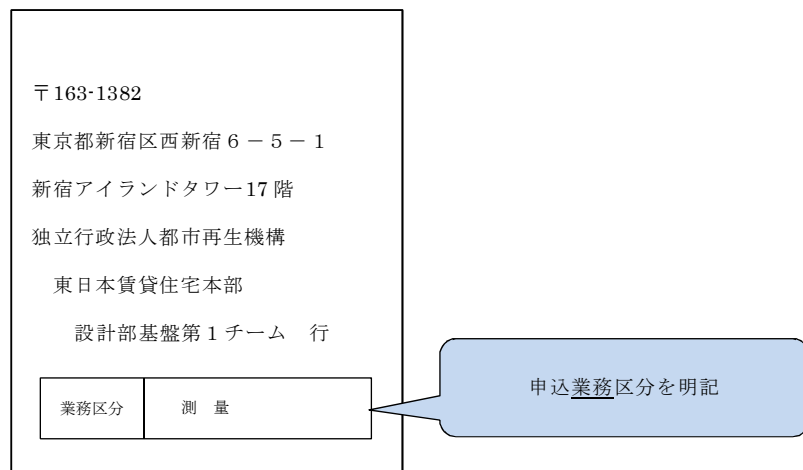 〒163-1382
東京都新宿区西新宿６－５－１
新宿アイランドタワー17 階
独立行政法人都市再生機構
東日本賃貸住宅本部
設計部基盤第１チーム　行
業務区分　測　量
申込業務区分を明記